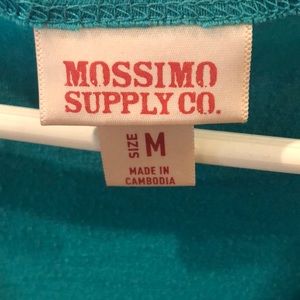 MOSSIMO
SUPPLY CO.
SIZE M
MADE IN
CAMBODIA